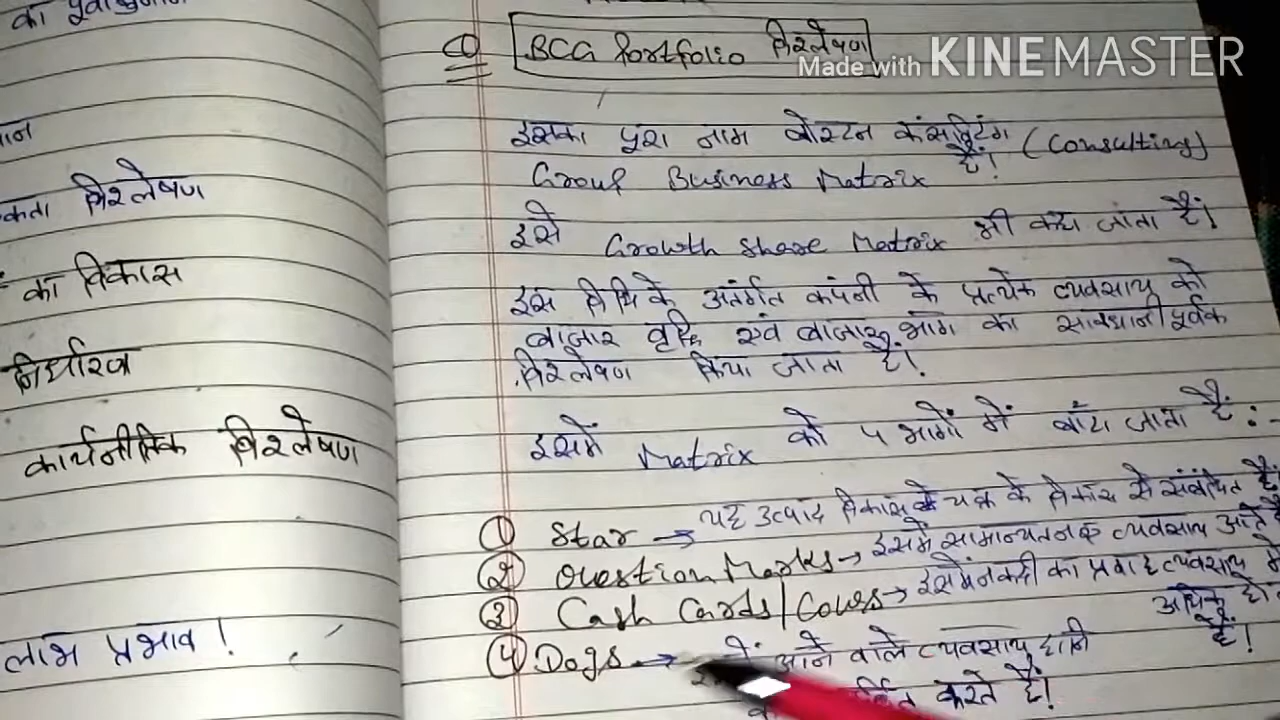 का
Made with KINEMASTER
BCG Portfolio विश्लेषण
इसका पूरा नाम बोस्टन कंसल्टिंग (Consulting)
Group Business Matrix है।
इसे Growth Share Matrix भी कहा जाता है।
इस विधि के अंतर्गत कंपनी के प्रत्येक व्यवसाय को
बाजार वृद्धि एवं बाजार भाग का सावधानीपूर्वक
विश्लेषण किया जाता है।
इसमें Matrix को 4 भागों में बाँटा जाता है :-
① Star → यह उत्पाद विकास के चक्र के विकास से संबंधित है
② Question Marks → इसमें सामान्यतः व्यवसाय आते है
③ Cash Cards/Cows → इसमें नकदी का प्रवाह व्यवसाय में
अधिक होता है।
④ Dogs → में आने वाले व्यवसाय हानि
करते है।
विश्लेषण
का विकास
निर्धारण
कार्यनीतिक विश्लेषण
लाभ प्रभाव !